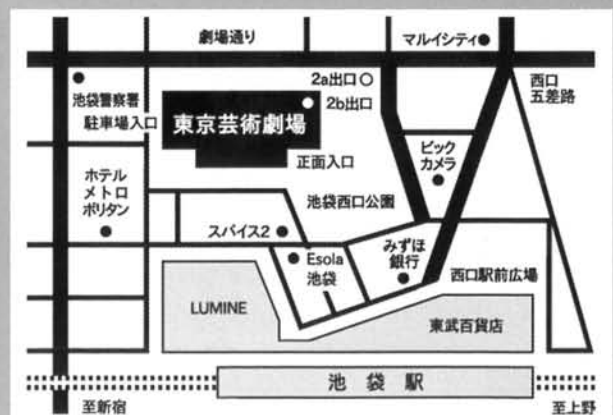 劇場通り
マルイシティ
2a出口
西口
五差路
池袋警察署
2b出口
駐車場入口
東京芸術劇場
正面入口
ビック
カメラ
ホテル
メトロ
ポリタン
池袋西口公園
スパイス2
Esola
池袋
みずほ
銀行
西口駅前広場
LUMINE
東武百貨店
池袋駅
至新宿
至上野